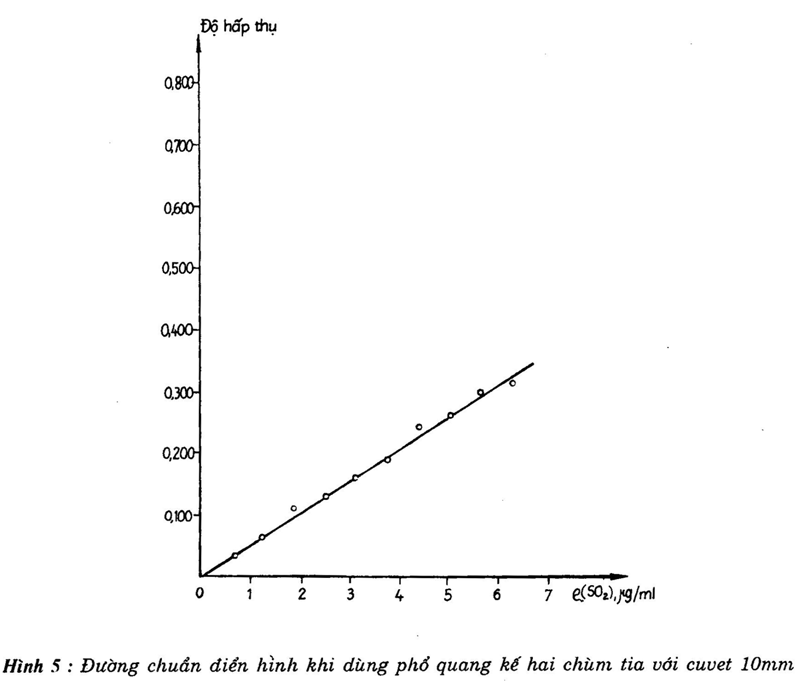 Độ hấp thụ
0,800
0,700
0,600
0,500
0,400
0,300
0,200
0,100
0 1 2 3 4 5 6 7 ρ(SO₂), µg/ml
Hình 5 : Đường chuẩn điển hình khi dùng phổ quang kế hai chùm tia với cuvet 10mm